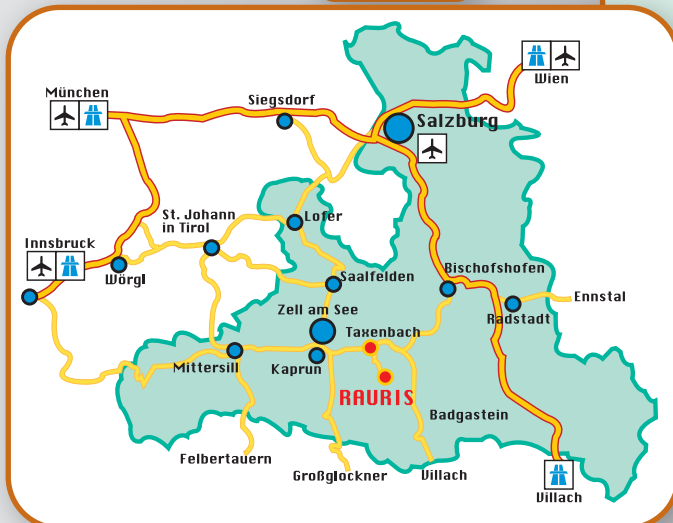 Wien
München
Siegsdorf
Salzburg
St. Johann
in Tirol
Lofer
Innsbruck
Wörgl
Saalfelden
Bischofshofen
Zell am See
Ennstal
Radstadt
Taxenbach
Mittersill
Kaprun
RAURIS
Badgastein
Felbertauern
Großglockner
Villach
Villach